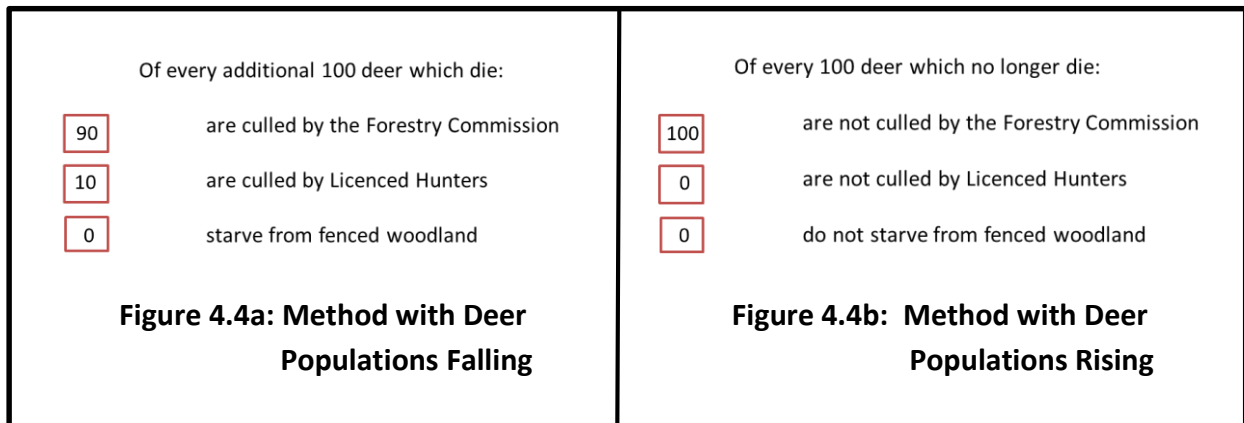 Of every additional 100 deer which die:
90 are culled by the Forestry Commission
10 are culled by Licenced Hunters
0 starve from fenced woodland
Figure 4.4a: Method with Deer
Populations Falling
Of every 100 deer which no longer die:
100 are not culled by the Forestry Commission
0 are not culled by Licenced Hunters
0 do not starve from fenced woodland
Figure 4.4b: Method with Deer
Populations Rising